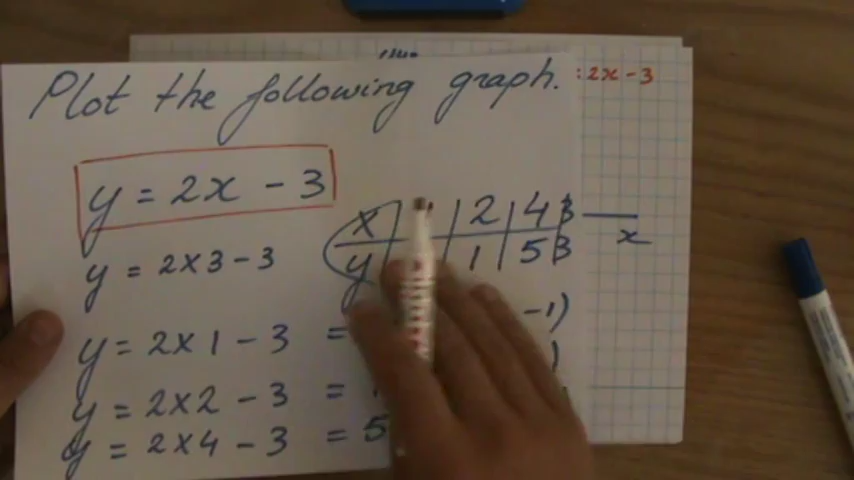 Plot the following graph.
: 2x - 3
y = 2x - 3
x 2 4 3
y 1 5 3
x
y = 2x3 - 3
-1)
y = 2x1 - 3 =
)
y = 2x2 - 3 = 1
y = 2x4 - 3 = 5